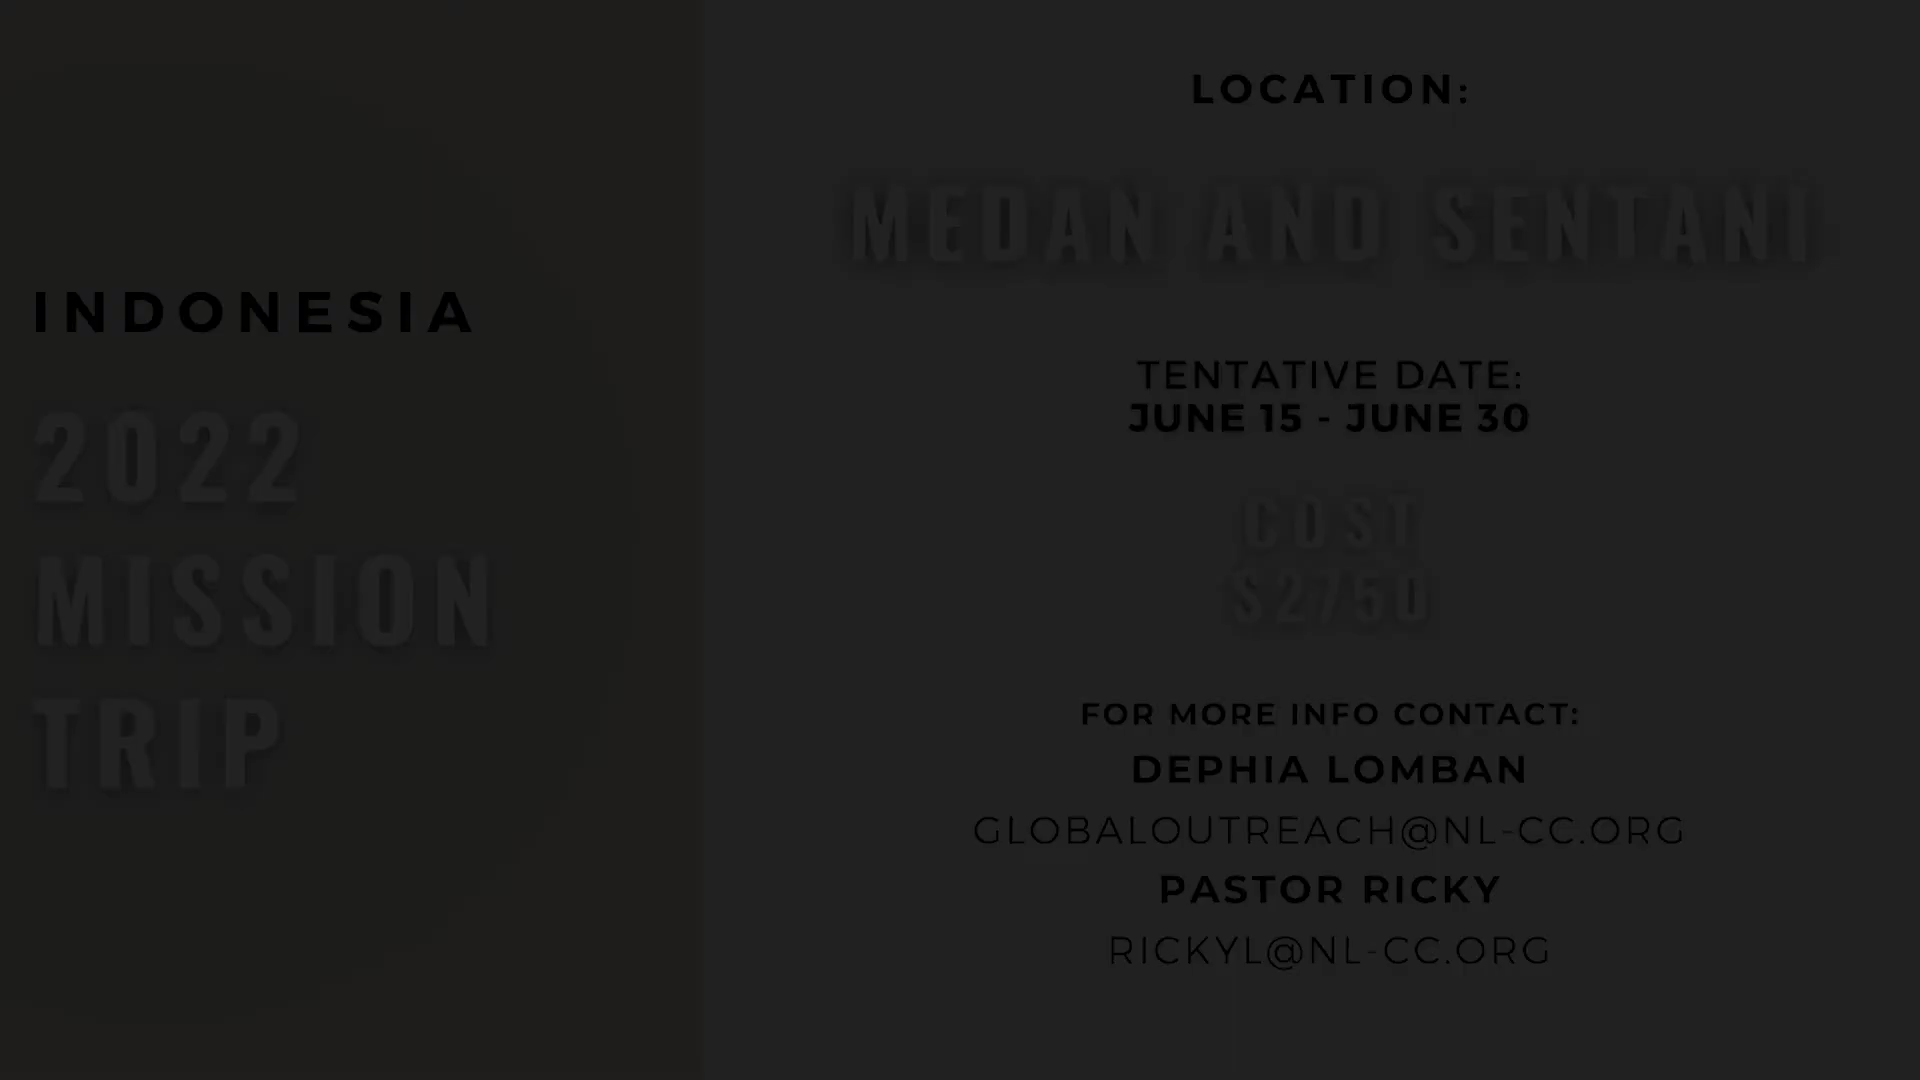 INDONESIA
2022
MISSION
TRIP
LOCATION:
MEDAN AND SENTANI
TENTATIVE DATE:
JUNE 15 - JUNE 30
COST
$2750
FOR MORE INFO CONTACT:
DEPHIA LOMBAN
GLOBALOUTREACH@NL-CC.ORG
PASTOR RICKY
RICKYL@NL-CC.ORG